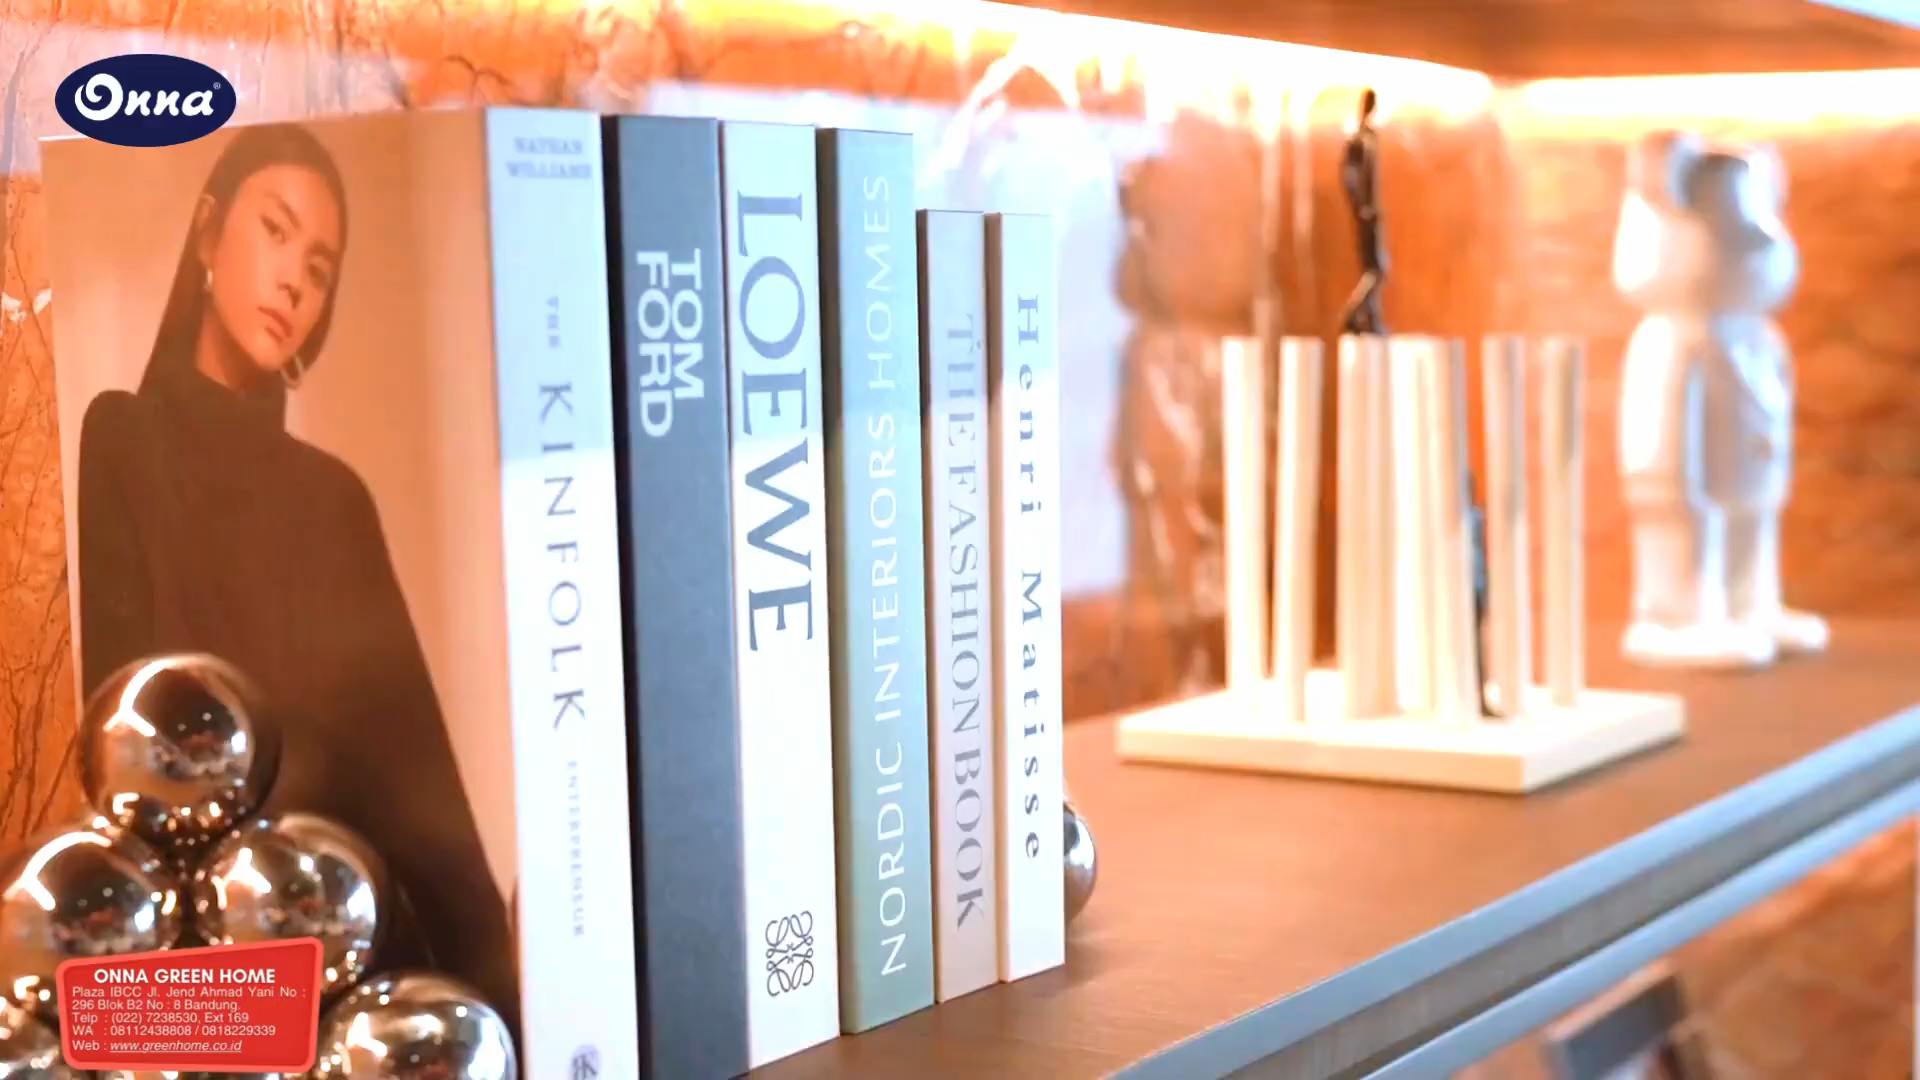 Onna®
NATHAN
WILLIAMS
THE KINFOLK ENTREPRENEUR
TOM
FORD
LOEWE
NORDIC INTERIORS HOMES
THE FASHION BOOK
Henri Matisse
ONNA GREEN HOME
Plaza IBCC Jl. Jend Ahmad Yani No :
296 Blok B2 No : 8 Bandung.
Telp : (022) 7238530, Ext 169
WA : 08112438808 / 0818229339
Web : www.greenhome.co.id